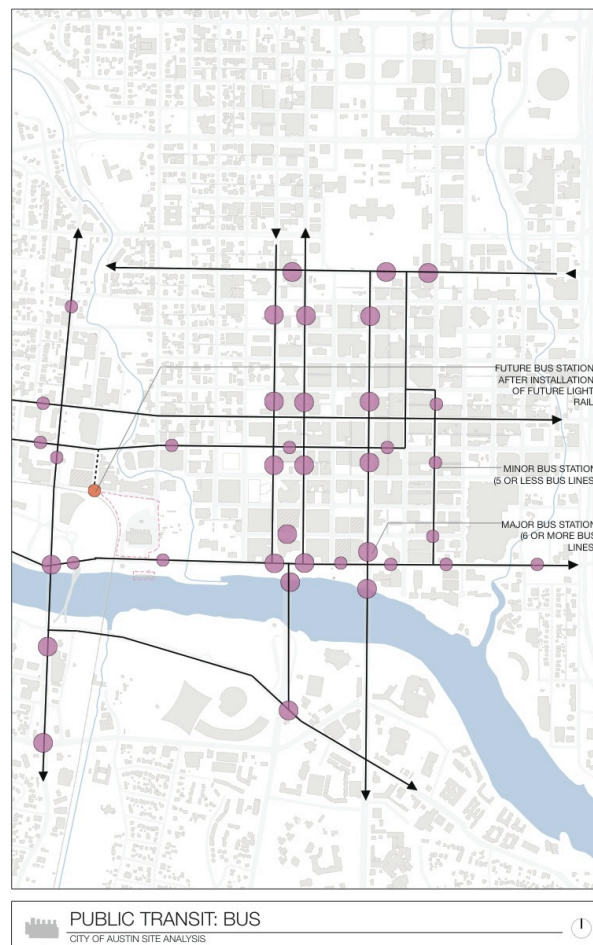 FUTURE BUS STATION
AFTER INSTALLATION
OF FUTURE LIGHT
RAIL
MINOR BUS STATION
(5 OR LESS BUS LINES
MAJOR BUS STATION
(6 OR MORE BUS
LINES
PUBLIC TRANSIT: BUS
CITY OF AUSTIN SITE ANALYSIS